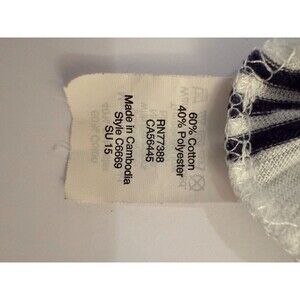 60% Cotton
40% Polyester
RN77388
CA56445
Made in Cambodia
Style C6669
SU 15